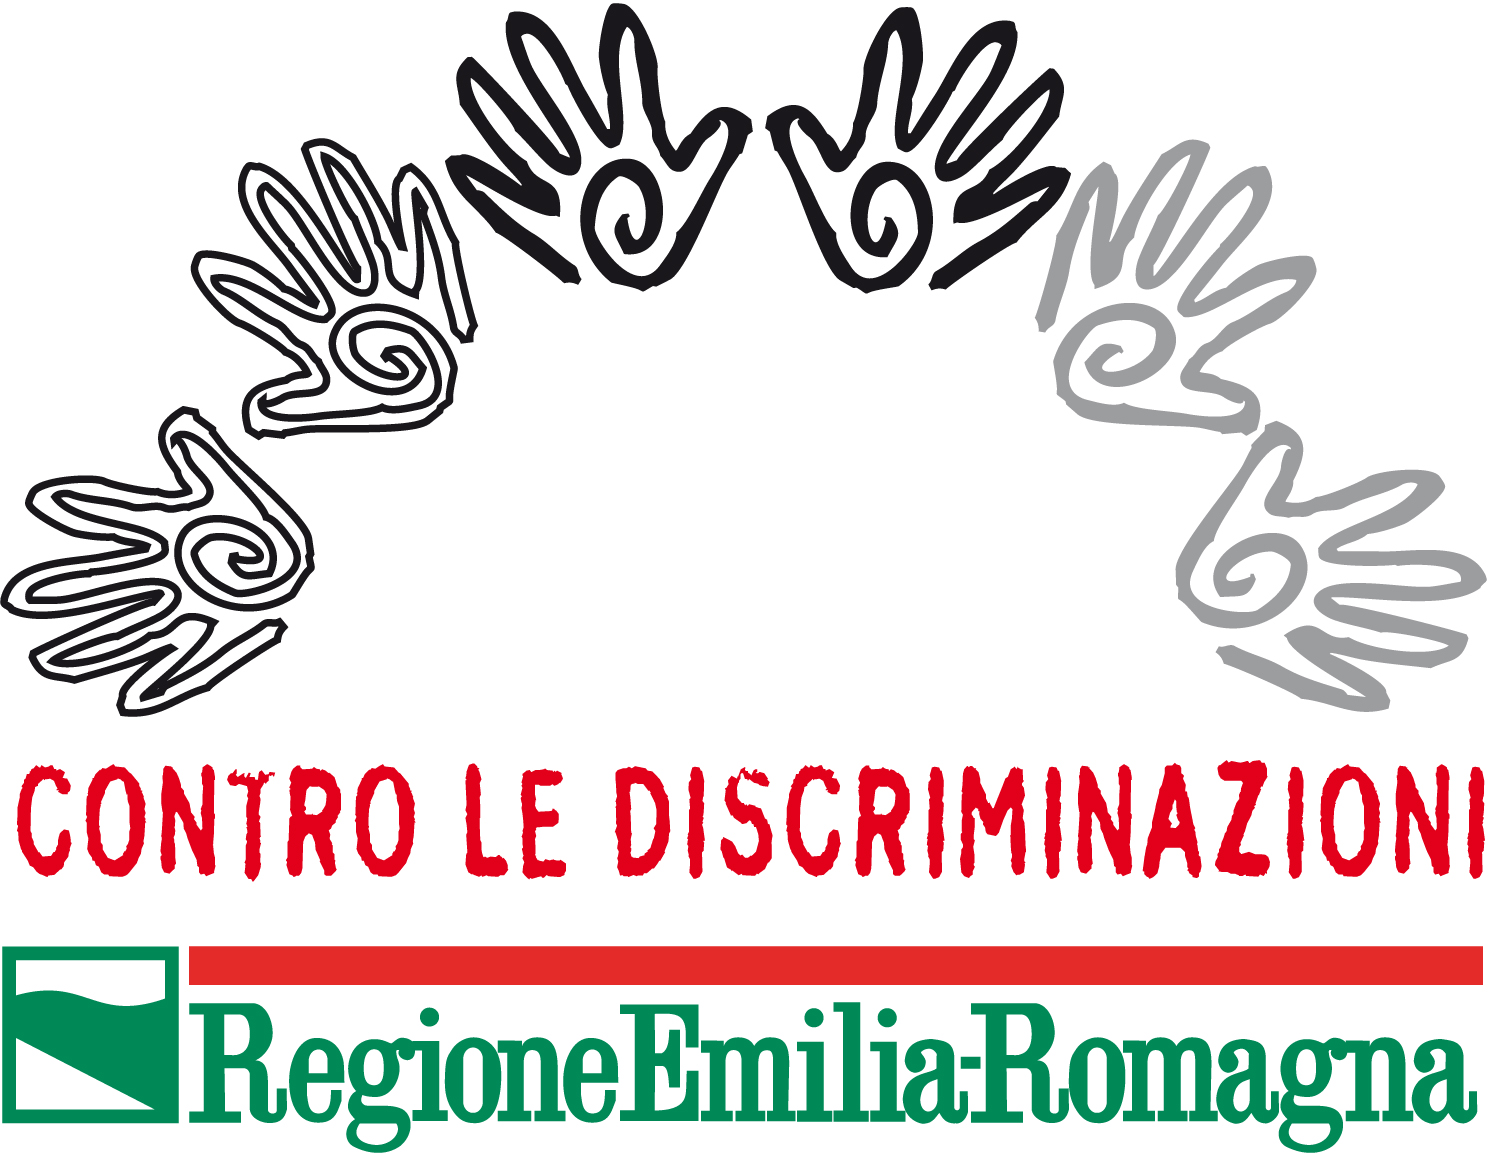 CONTRO LE DISCRIMINAZIONI
RegioneEmilia-Romagna